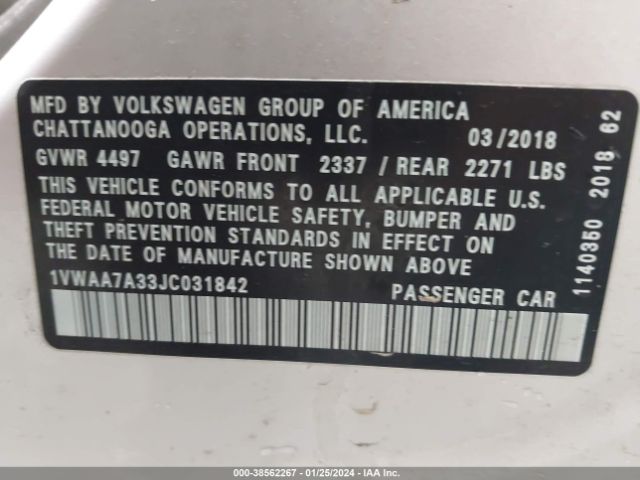 MFD BY VOLKSWAGEN GROUP OF AMERICA
CHATTANOOGA OPERATIONS, LLC. 03/2018
GVWR 4497 GAWR FRONT 2337 / REAR 2271 LBS
THIS VEHICLE CONFORMS TO ALL APPLICABLE U.S.
FEDERAL MOTOR VEHICLE SAFETY, BUMPER AND
THEFT PREVENTION STANDARDS IN EFFECT ON
THE DATE OF MANUFACTURE SHOWN ABOVE
1VWAA7A33JC031842 PASSENGER CAR
1140350 2018 62
000-38562267 - 01/25/2024 - IAA Inc.